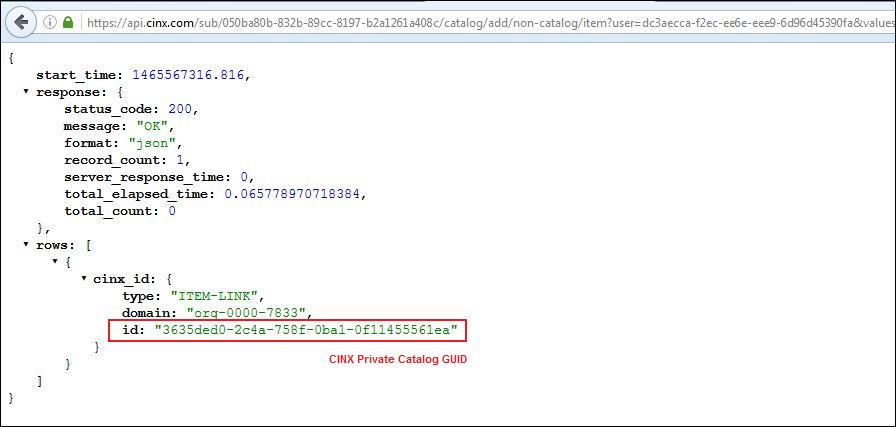 https://api.cinx.com/sub/050ba80b-832b-89cc-8197-b2a1261a408c/catalog/add/non-catalog/item?user=dc3aecca-f2ec-ee6e-eee9-6d96d45390fa&values
{
start_time: 1465567316.816,
response: {
status_code: 200,
message: "OK",
format: "json",
record_count: 1,
server_response_time: 0,
total_elapsed_time: 0.065778970718384,
total_count: 0
},
rows: [
{
cinx_id: {
type: "ITEM-LINK",
domain: "org-0000-7833",
id: "3635ded0-2c4a-758f-0ba1-0f11455561ea"
}
CINX Private Catalog GUID
}
]
}